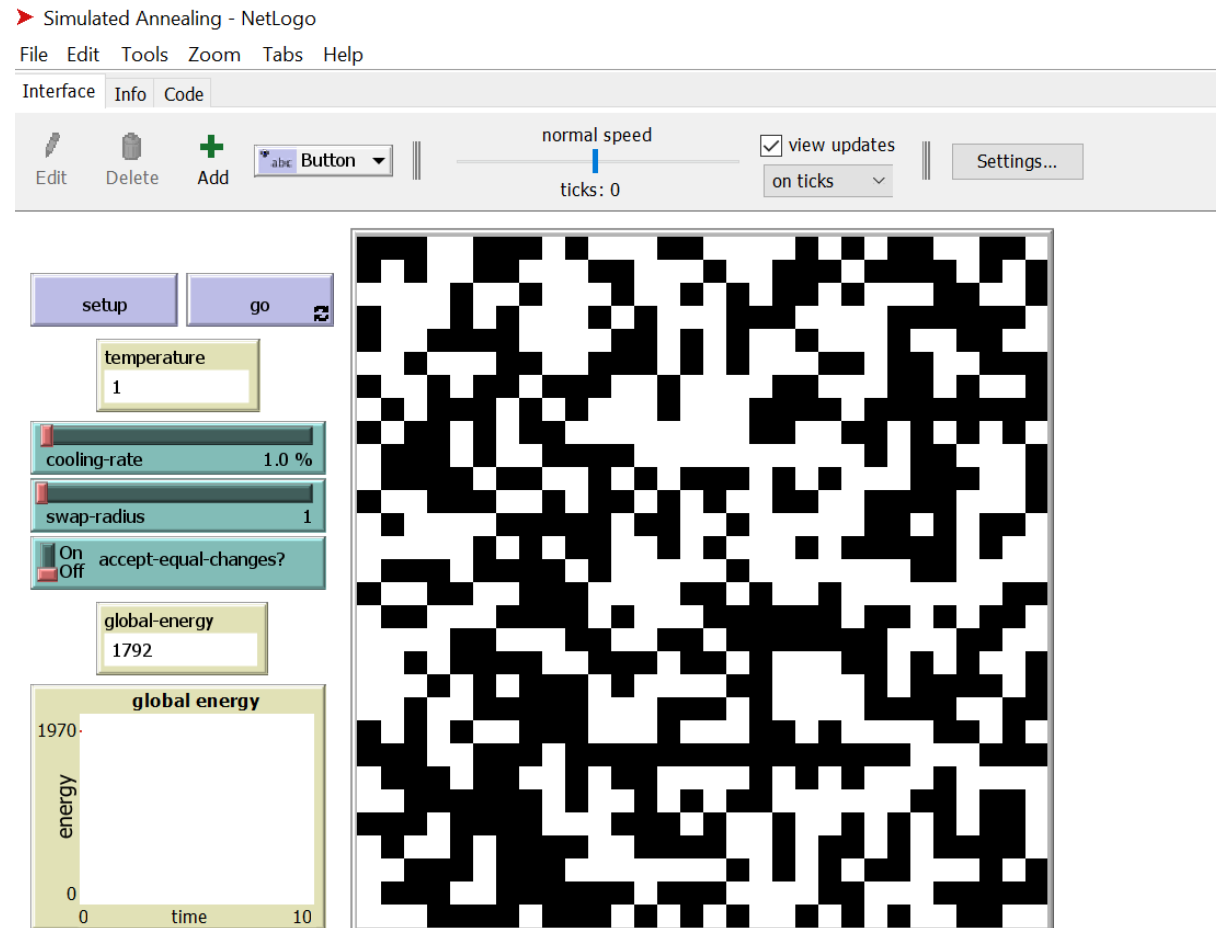 Simulated Annealing - NetLogo
File Edit Tools Zoom Tabs Help
Interface Info Code
normal speed
view updates
Edit Delete Add abc Button
ticks: 0
on ticks
Settings...
setup go
temperature
1
cooling-rate 1.0 %
swap-radius 1
On
Off
accept-equal-changes?
global-energy
1792
global energy
1970
energy
0
0 time 10